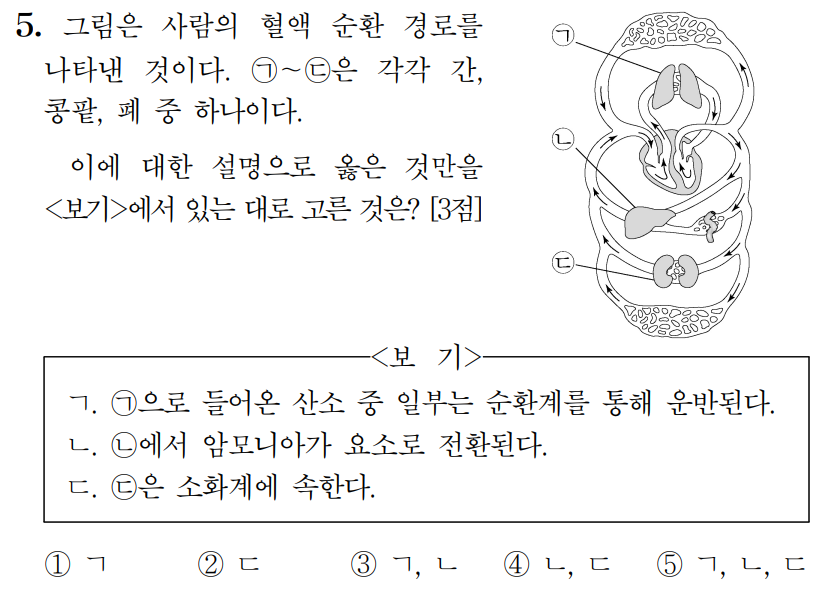 5. 그림은 사람의 혈액 순환 경로를
나타낸 것이다. ㉠~㉢은 각각 간,
콩팥, 폐 중 하나이다.
이에 대한 설명으로 옳은 것만을
<보기>에서 있는 대로 고른 것은? [3점]
㉠
㉡
㉢
<보 기>
ㄱ. ㉠으로 들어온 산소 중 일부는 순환계를 통해 운반된다.
ㄴ. ㉡에서 암모니아가 요소로 전환된다.
ㄷ. ㉢은 소화계에 속한다.
① ㄱ ② ㄷ ③ ㄱ, ㄴ ④ ㄴ, ㄷ ⑤ ㄱ, ㄴ, ㄷ